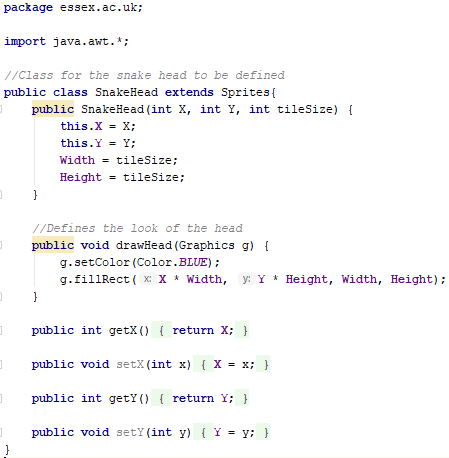 package essex.ac.uk;
import java.awt.*;
//Class for the snake head to be defined
public class SnakeHead extends Sprites{
public SnakeHead(int X, int Y, int tileSize) {
this.X = X;
this.Y = Y;
Width = tileSize;
Height = tileSize;
}
//Defines the look of the head
public void drawHead(Graphics g) {
g.setColor(Color.BLUE);
g.fillRect( x: X * Width, y: Y * Height, Width, Height);
}
public int getX() { return X; }
public void setX(int x) { X = x; }
public int getY() { return Y; }
public void setY(int y) { Y = y; }
}